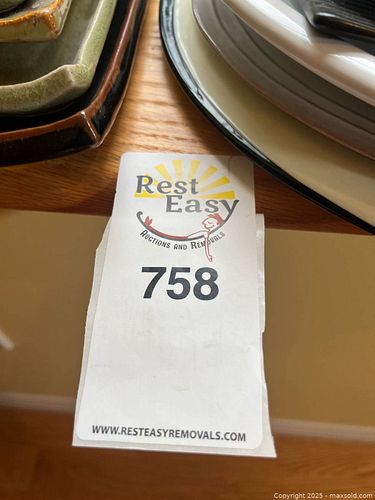 Rest
Easy
AUCTIONS AND REMOVALS
758
WWW.RESTEASYREMOVALS.COM
Copyright 2025 - maxsold.com